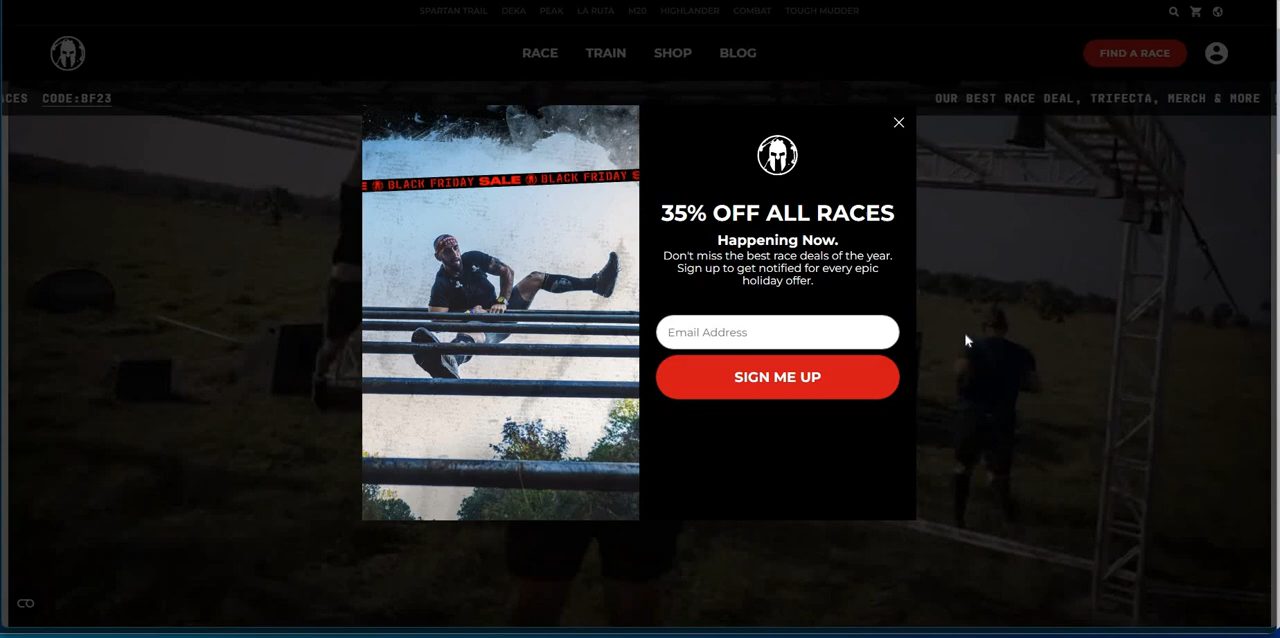 SPARTAN TRAIL DEKA PEAK LA RUTA M20 HIGHLANDER COMBAT TOUGH MUDDER
RACE TRAIN SHOP BLOG FIND A RACE
ACES CODE:BF23 OUR BEST RACE DEAL, TRIFECTA, MERCH & MORE
BLACK FRIDAY SALE BLACK FRIDAY
35% OFF ALL RACES
Happening Now.
Don't miss the best race deals of the year.
Sign up to get notified for every epic
holiday offer.
Email Address
SIGN ME UP